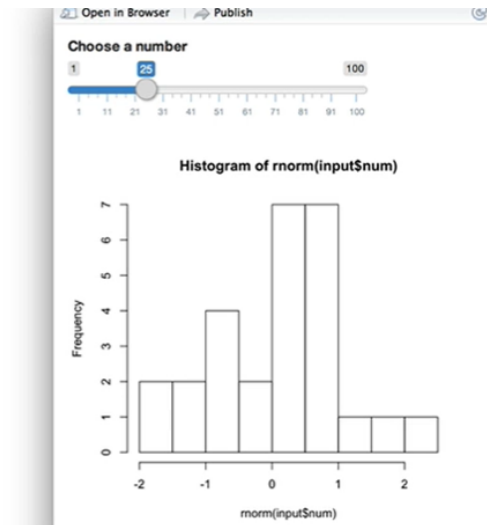 Open in Browser Publish
Choose a number
1 25 100
1 11 21 31 41 51 61 71 81 91 100
Histogram of rnorm(input$num)
Frequency
7
6
5
4
3
2
1
0
-2 -1 0 1 2
rnorm(input$num)